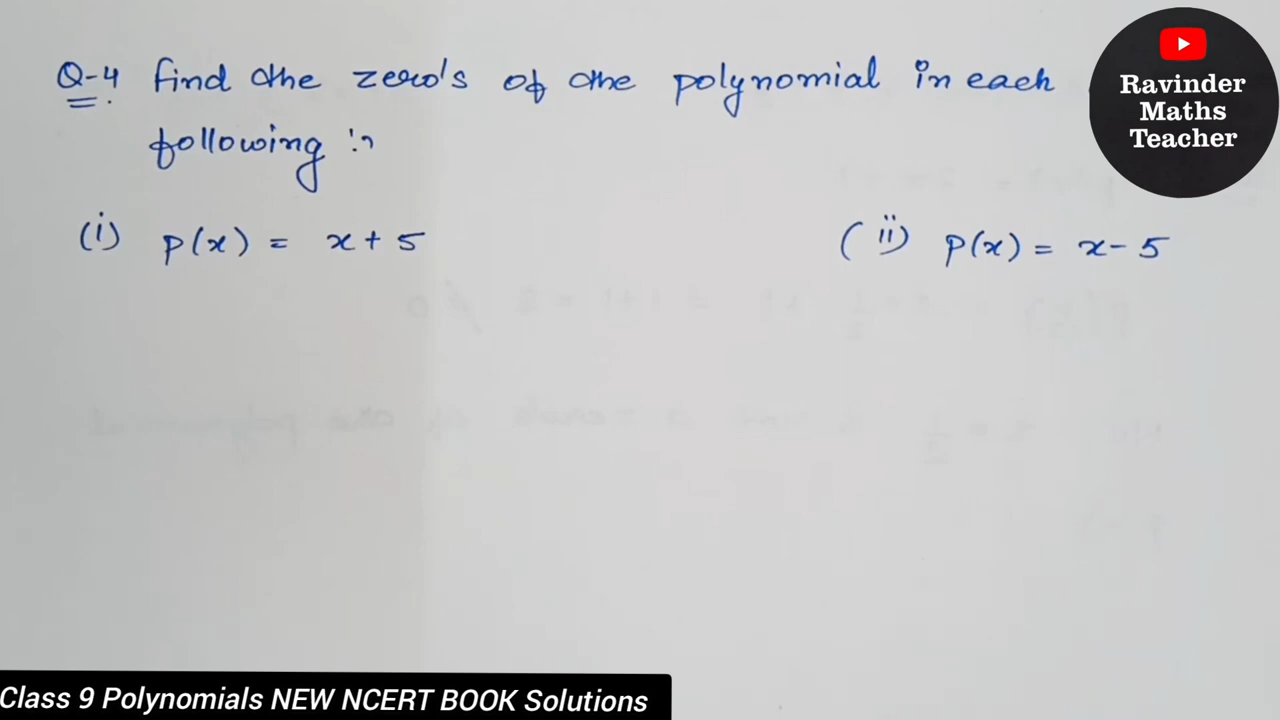 Q-4 find the zero's of the polynomial in each
following :-
(i) p(x) = x + 5
(ii) p(x) = x - 5
Ravinder
Maths
Teacher
Class 9 Polynomials NEW NCERT BOOK Solutions